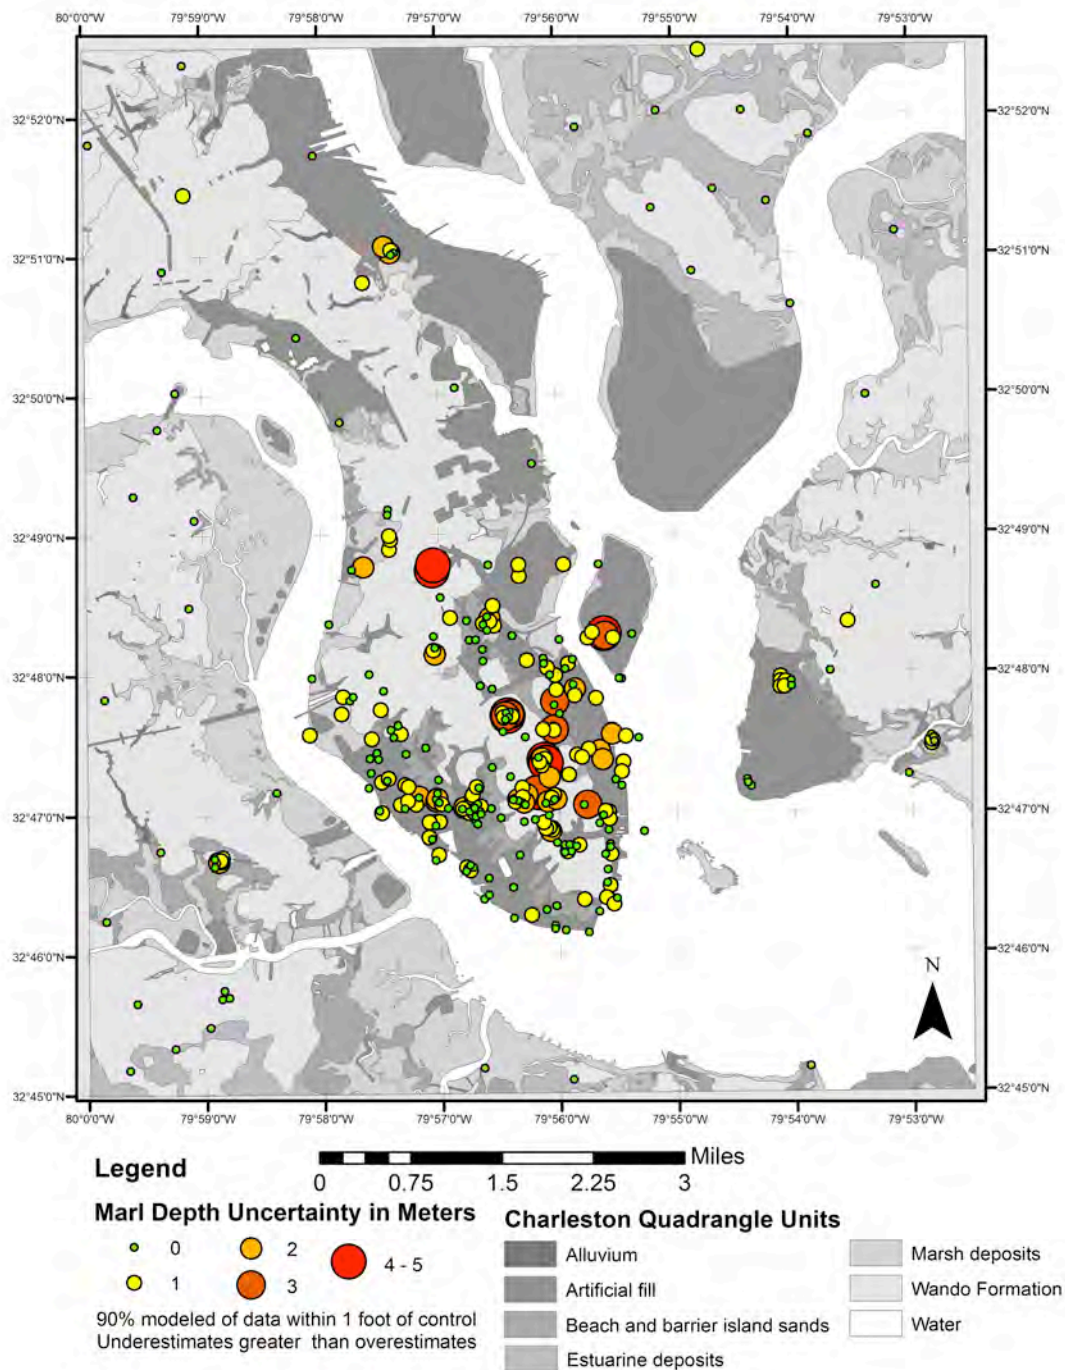 80°0'0"W 79°59'0"W 79°58'0"W 79°57'0"W 79°56'0"W 79°55'0"W 79°54'0"W 79°53'0"W
32°52'0"N 32°52'0"N
32°51'0"N 32°51'0"N
32°50'0"N 32°50'0"N
32°49'0"N 32°49'0"N
32°48'0"N 32°48'0"N
32°47'0"N 32°47'0"N
32°46'0"N 32°46'0"N
N
32°45'0"N 32°45'0"N
80°0'0"W 79°59'0"W 79°58'0"W 79°57'0"W 79°56'0"W 79°55'0"W 79°54'0"W 79°53'0"W
Miles
0 0.75 1.5 2.25 3
Legend
Marl Depth Uncertainty in Meters
0 2 4 - 5
1 3
90% modeled of data within 1 foot of control
Underestimates greater than overestimates
Charleston Quadrangle Units
Alluvium
Artificial fill
Beach and barrier island sands
Estuarine deposits
Marsh deposits
Wando Formation
Water